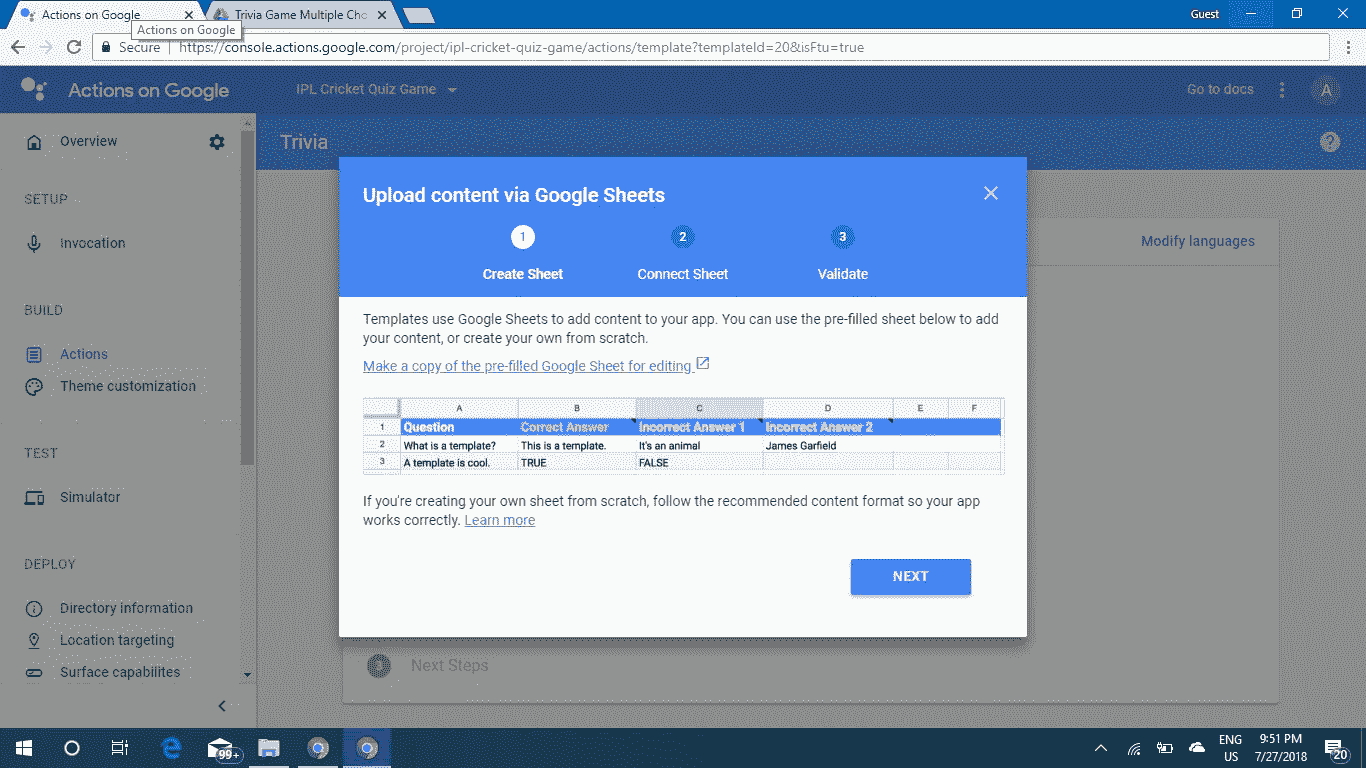 Actions on Google
Trivia Game Multiple Cho
Guest
Actions on Google
Secure
https://console.actions.google.com/project/ipl-cricket-quiz-game/actions/template?templateId=20&isFtu=true
Actions on Google
IPL Cricket Quiz Game
Go to docs
A
Overview
Trivia
?
SETUP
Invocation
BUILD
Actions
Theme customization
TEST
Simulator
DEPLOY
Directory information
Location targeting
Surface capabiliites
Modify languages
Upload content via Google Sheets
1 2 3
Create Sheet Connect Sheet Validate
Templates use Google Sheets to add content to your app. You can use the pre-filled sheet below to add
your content, or create your own from scratch.
Make a copy of the pre-filled Google Sheet for editing
A B C D E F
1 Question Correct Answer Incorrect Answer 1 Incorrect Answer 2
2 What is a template? This is a template. It's an animal James Garfield
3 A template is cool. TRUE FALSE
If you're creating your own sheet from scratch, follow the recommended content format so your app
works correctly. Learn more
NEXT
Next Steps
99+
ENG
US
9:51 PM
7/27/2018
20